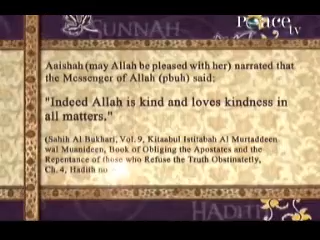 SUNNAH
Peace
tv
Aaishah (may Allah be pleased with her) narrated that
the Messenger of Allah (pbuh) said:
"Indeed Allah is kind and loves kindness in
all matters."
(Sahih Al Bukhari, Vol. 9, Kitaabul Istitabah Al Murtaddeen
wal Muanideen, Book of Obliging the Apostates and the
Repentance of those who Refuse the Truth Obstinatetly,
Ch.4, Hadith no
HADITH